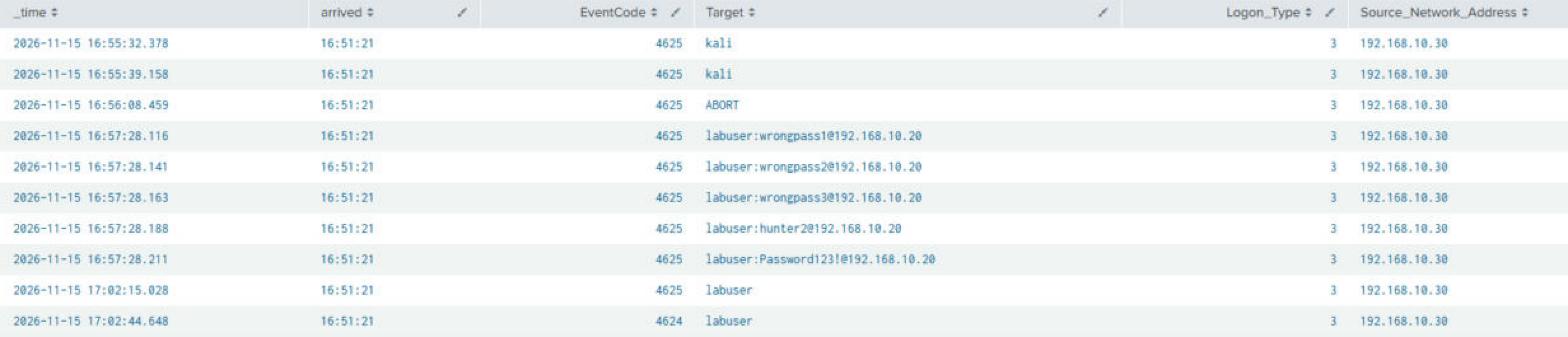 _time arrived EventCode Target Logon_Type Source_Network_Address
2026-11-15 16:55:32.378 16:51:21 4625 kali 3 192.168.10.30
2026-11-15 16:55:39.158 16:51:21 4625 kali 3 192.168.10.30
2026-11-15 16:56:08.459 16:51:21 4625 ABORT 3 192.168.10.30
2026-11-15 16:57:28.116 16:51:21 4625 labuser:wrongpass1@192.168.10.20 3 192.168.10.30
2026-11-15 16:57:28.141 16:51:21 4625 labuser:wrongpass2@192.168.10.20 3 192.168.10.30
2026-11-15 16:57:28.163 16:51:21 4625 labuser:wrongpass3@192.168.10.20 3 192.168.10.30
2026-11-15 16:57:28.188 16:51:21 4625 labuser:hunter2@192.168.10.20 3 192.168.10.30
2026-11-15 16:57:28.211 16:51:21 4625 labuser:Password123!@192.168.10.20 3 192.168.10.30
2026-11-15 17:02:15.028 16:51:21 4625 labuser 3 192.168.10.30
2026-11-15 17:02:44.648 16:51:21 4624 labuser 3 192.168.10.30